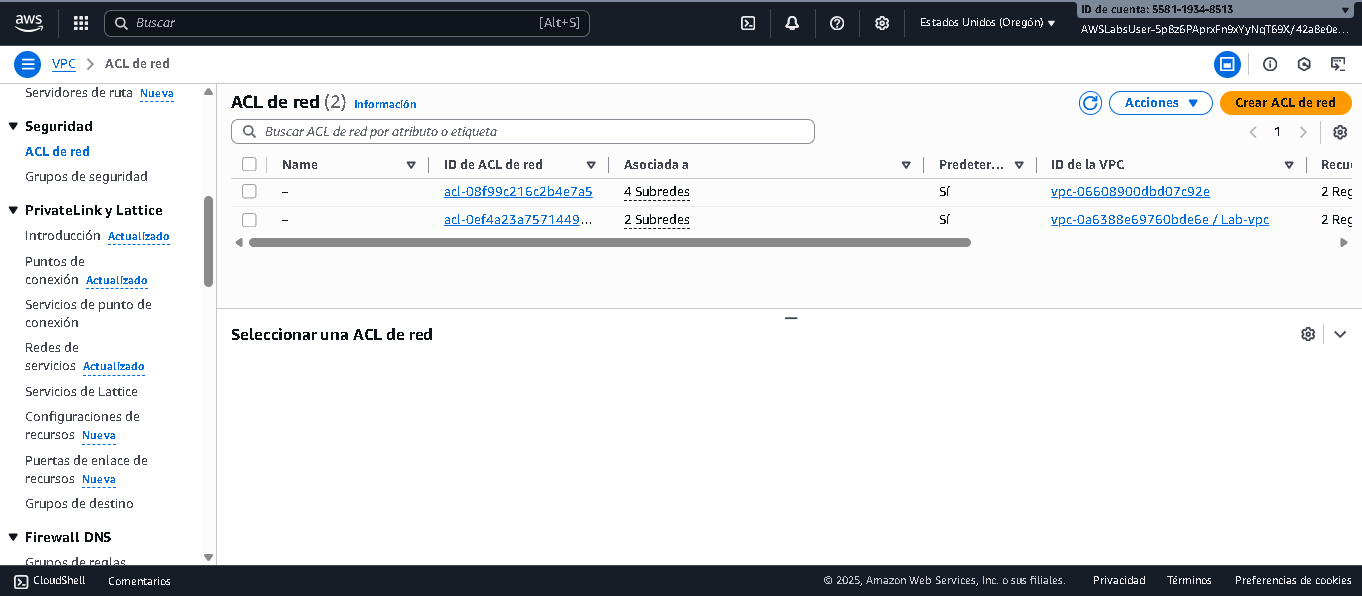 aws
Buscar
[Alt+S]
Estados Unidos (Oregón)
ID de cuenta: 5581-1934-8513
AWSLabsUser-5pBz6PAprxFn9xYyNqT69X/42a8e0e...
VPC
ACL de red
Servidores de ruta Nueva
Seguridad
ACL de red
Grupos de seguridad
PrivateLink y Lattice
Introducción Actualizado
Puntos de
conexión Actualizado
Servicios de punto de
conexión
Redes de
servicios Actualizado
Servicios de Lattice
Configuraciones de
recursos Nueva
Puertas de enlace de
recursos Nueva
Grupos de destino
Firewall DNS
Grupos de reglas
ACL de red (2) Información
Acciones
Crear ACL de red
Buscar ACL de red por atributo o etiqueta
1
Name ID de ACL de red Asociada a Predeter... ID de la VPC Recue
– acl-08f99c216c2b4e7a5 4 Subredes Sí vpc-06608900dbd07c92e 2 Reg
– acl-0ef4a23a7571449... 2 Subredes Sí vpc-0a6388e69760bde6e / Lab-vpc 2 Reg
Seleccionar una ACL de red
CloudShell
Comentarios
© 2025, Amazon Web Services, Inc. o sus filiales.
Privacidad
Términos
Preferencias de cookies